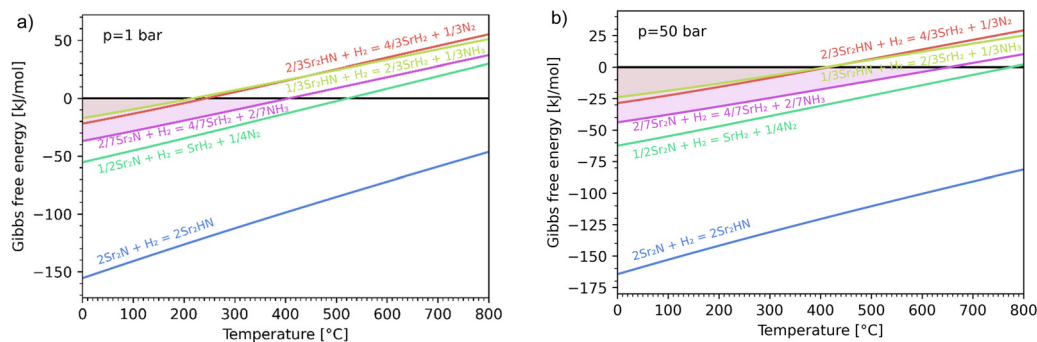 a)
p=1 bar
Gibbs free energy [kJ/mol]
50
0
−50
−100
−150
2/3Sr₂HN + H₂ = 4/3SrH₂ + 1/3N₂
1/3Sr₂HN + H₂ = 2/3SrH₂ + 1/3NH₃
2/7Sr₂N + H₂ = 4/7SrH₂ + 2/7NH₃
1/2Sr₂N + H₂ = SrH₂ + 1/4N₂
2Sr₂N + H₂ = 2Sr₂HN
0 100 200 300 400 500 600 700 800
Temperature [°C]
b)
p=50 bar
Gibbs free energy [kJ/mol]
25
0
−25
−50
−75
−100
−125
−150
−175
2/3Sr₂HN + H₂ = 4/3SrH₂ + 1/3N₂
1/3Sr₂HN + H₂ = 2/3SrH₂ + 1/3NH₃
2/7Sr₂N + H₂ = 4/7SrH₂ + 2/7NH₃
1/2Sr₂N + H₂ = SrH₂ + 1/4N₂
2Sr₂N + H₂ = 2Sr₂HN
0 100 200 300 400 500 600 700 800
Temperature [°C]